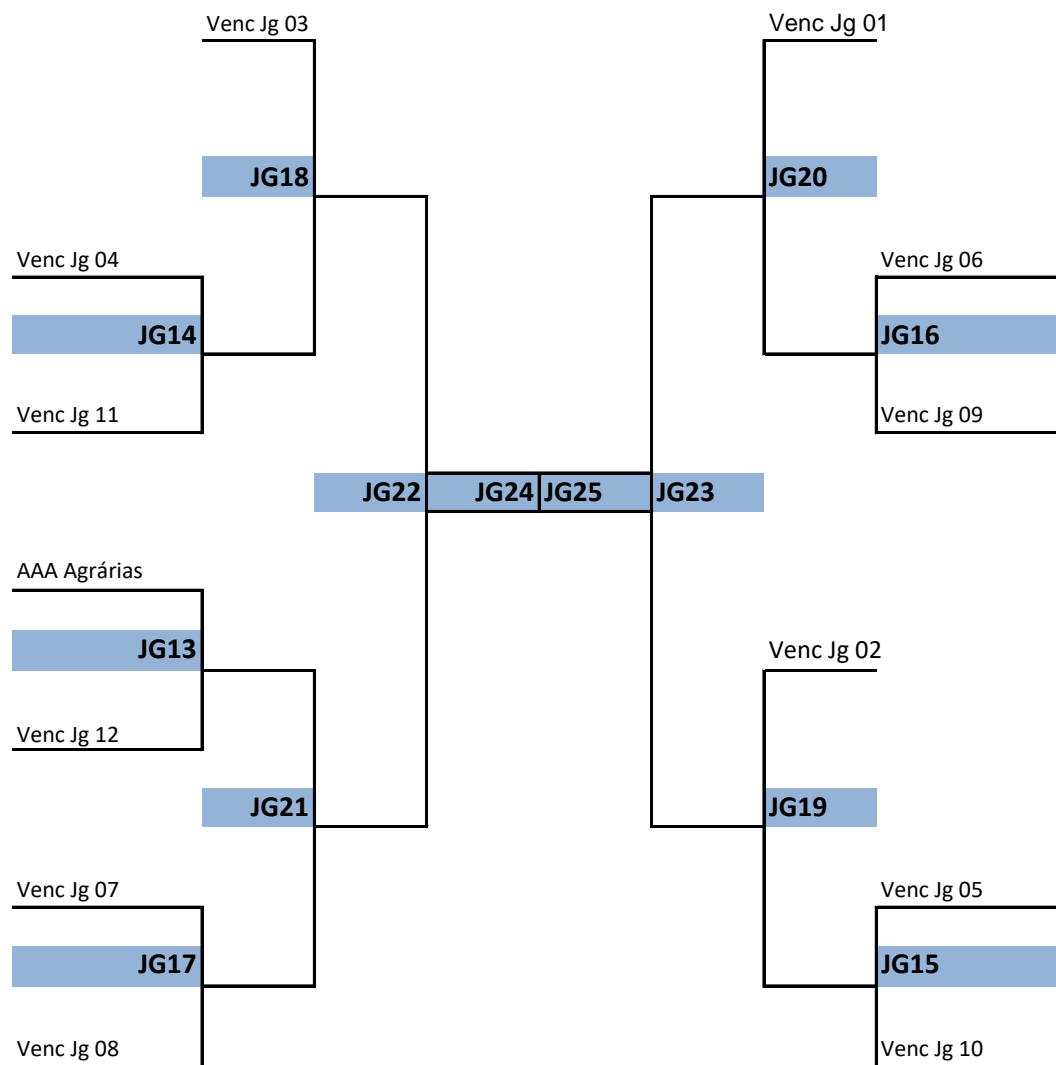 Venc Jg 03
Venc Jg 01
JG18
JG20
Venc Jg 04
Venc Jg 06
JG14
JG16
Venc Jg 11
Venc Jg 09
JG22
JG24
JG25
JG23
AAA Agrárias
JG13
Venc Jg 02
Venc Jg 12
JG21
JG19
Venc Jg 07
Venc Jg 05
JG17
JG15
Venc Jg 08
Venc Jg 10